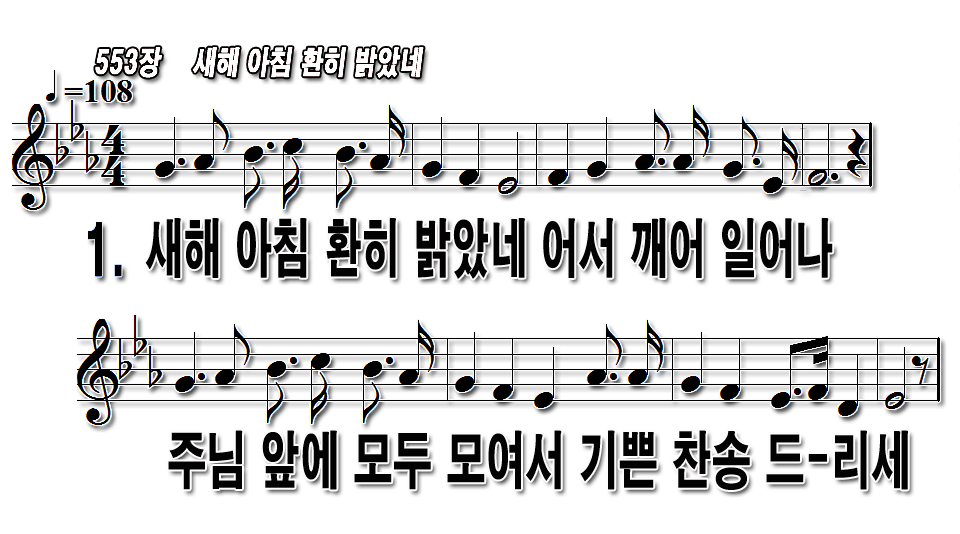 553장 새해 아침 환히 밝았네
♩=108
4/4
1. 새해 아침 환히 밝았네 어서 깨어 일어나
주님 앞에 모두 모여서 기쁜 찬송 드-리세